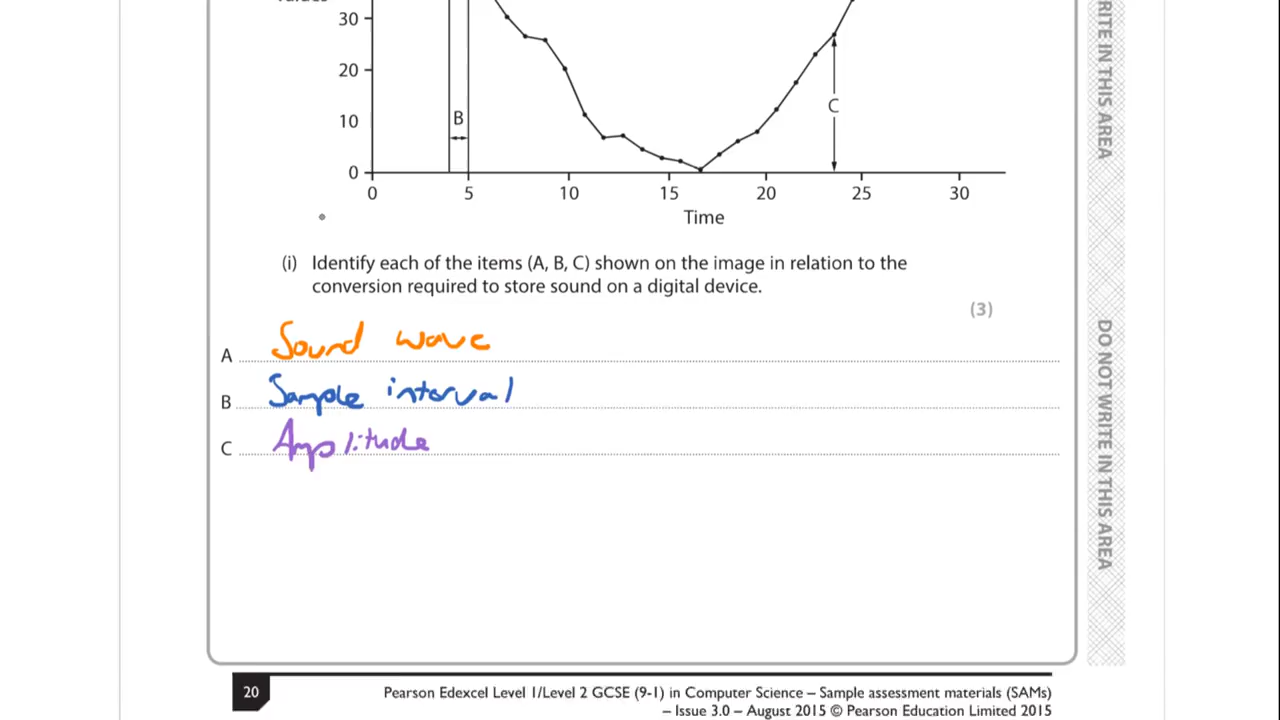 30
20
10
0
B
C
0 5 10 15 20 25 30
Time
(i) Identify each of the items (A, B, C) shown on the image in relation to the
conversion required to store sound on a digital device.
(3)
A Sound wave
B Sample interval
C Amplitude
RITE IN THIS AREA
DO NOT WRITE IN THIS AREA
20
Pearson Edexcel Level 1/Level 2 GCSE (9-1) in Computer Science – Sample assessment materials (SAMs)
– Issue 3.0 – August 2015 © Pearson Education Limited 2015